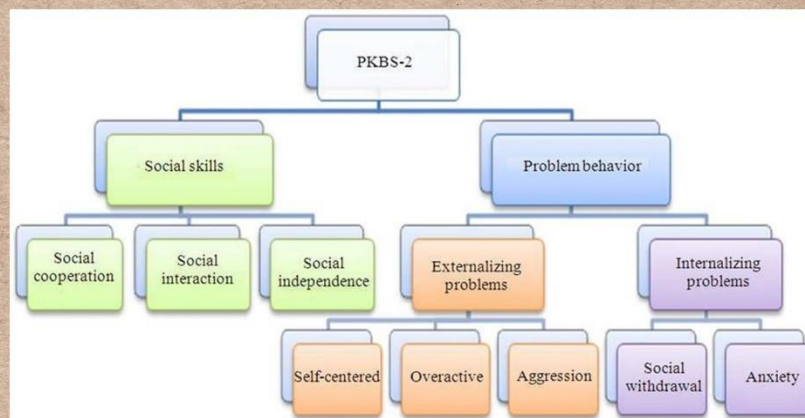 PKBS-2
Social skills
Problem behavior
Social
cooperation
Social
interaction
Social
independence
Externalizing
problems
Internalizing
problems
Self-centered
Overactive
Aggression
Social
withdrawal
Anxiety